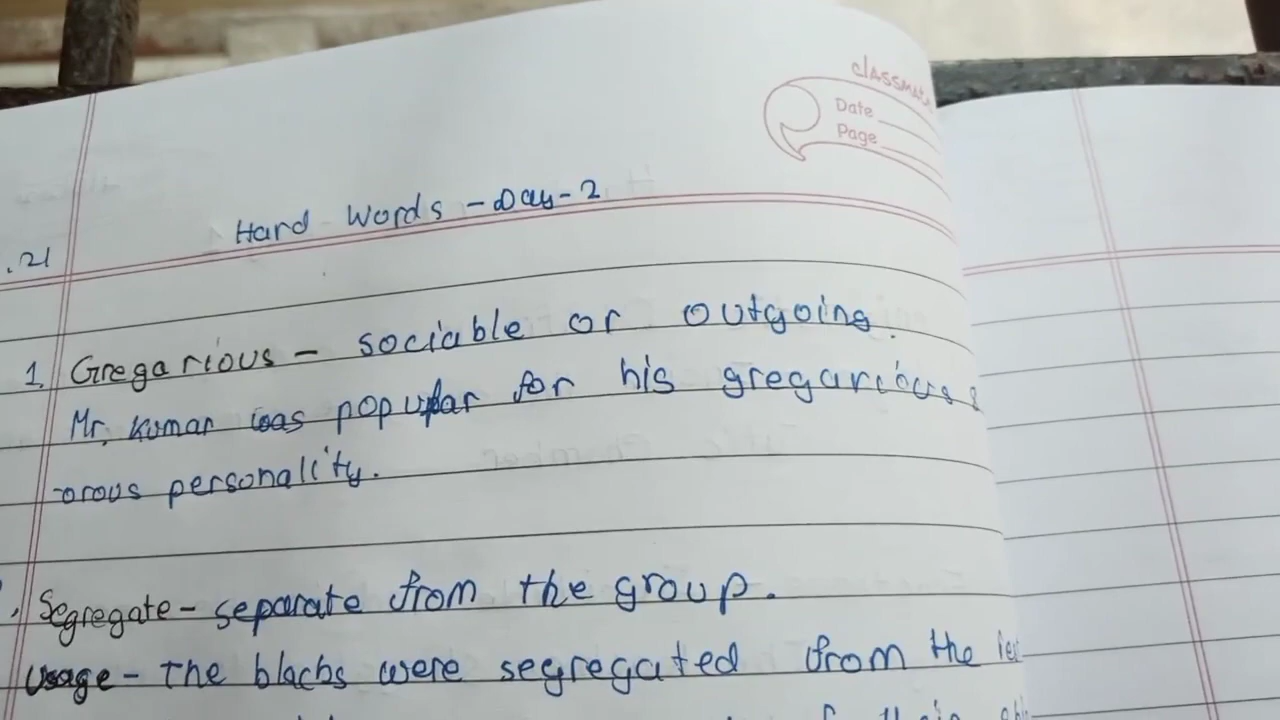 classmate
Date
Page
Hard Words - Day-2
.21
1. Gregarious - sociable or outgoing.
Mr. Kumar was popular for his gregarious &
-orous personality.
, Segregate - separate from the group.
Usage - The blacks were segregated from the